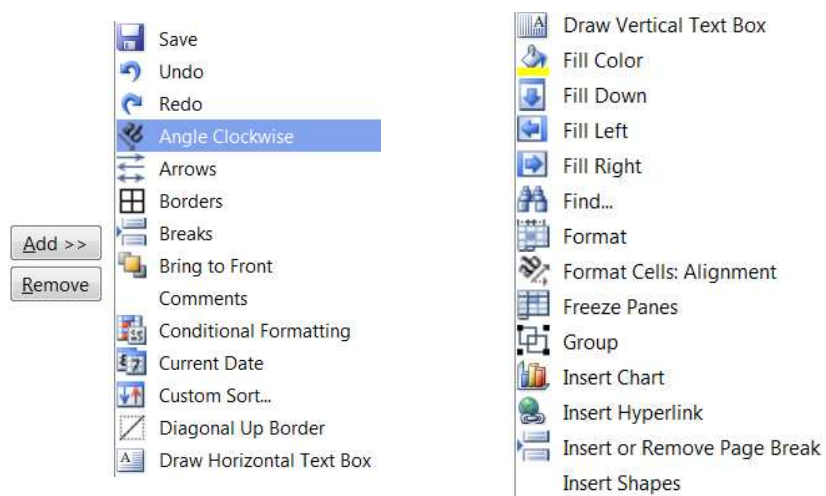 Add >>
Remove
Save
Undo
Redo
Angle Clockwise
Arrows
Borders
Breaks
Bring to Front
Comments
Conditional Formatting
Current Date
Custom Sort...
Diagonal Up Border
Draw Horizontal Text Box
Draw Vertical Text Box
Fill Color
Fill Down
Fill Left
Fill Right
Find...
Format
Format Cells: Alignment
Freeze Panes
Group
Insert Chart
Insert Hyperlink
Insert or Remove Page Break
Insert Shapes